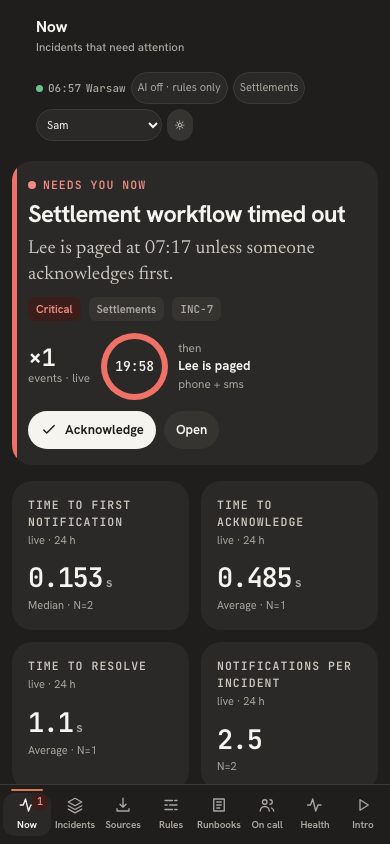 Now
Incidents that need attention
06:57 Warsaw
AI off · rules only
Settlements
Sam
NEEDS YOU NOW
Settlement workflow timed out
Lee is paged at 07:17 unless someone
acknowledges first.
Critical
Settlements
INC-7
×1
events · live
19:58
then
Lee is paged
phone + sms
Acknowledge
Open
TIME TO FIRST
NOTIFICATION
live · 24 h
0.153 s
Median · N=2
TIME TO
ACKNOWLEDGE
live · 24 h
0.485 s
Average · N=1
TIME TO RESOLVE
live · 24 h
1.1 s
Average · N=1
NOTIFICATIONS PER
INCIDENT
live · 24 h
2.5
N=2
1
Now
Incidents
Sources
Rules
Runbooks
On call
Health
Intro